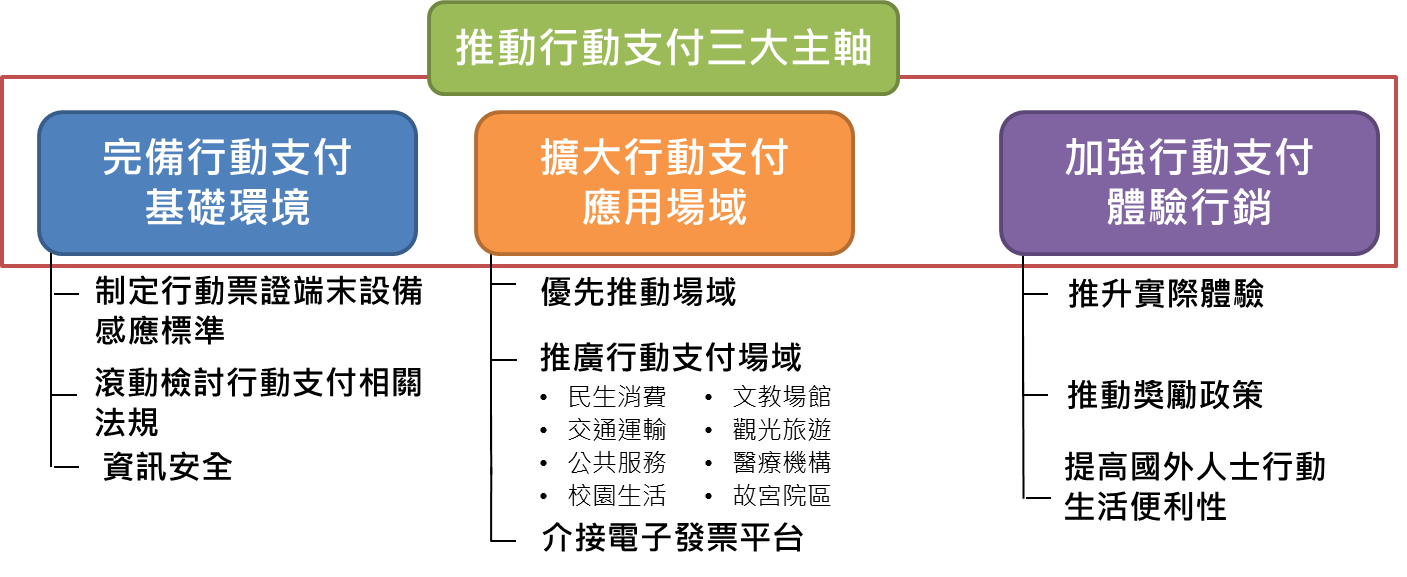 推動行動支付三大主軸
完備行動支付
基礎環境
制定行動票證端末設備
感應標準
滾動檢討行動支付相關
法規
資訊安全
擴大行動支付
應用場域
優先推動場域
推廣行動支付場域
• 民生消費
• 交通運輸
• 公共服務
• 校園生活
• 文教場館
• 觀光旅遊
• 醫療機構
• 故宮院區
介接電子發票平台
加強行動支付
體驗行銷
推升實際體驗
推動獎勵政策
提高國外人士行動
生活便利性